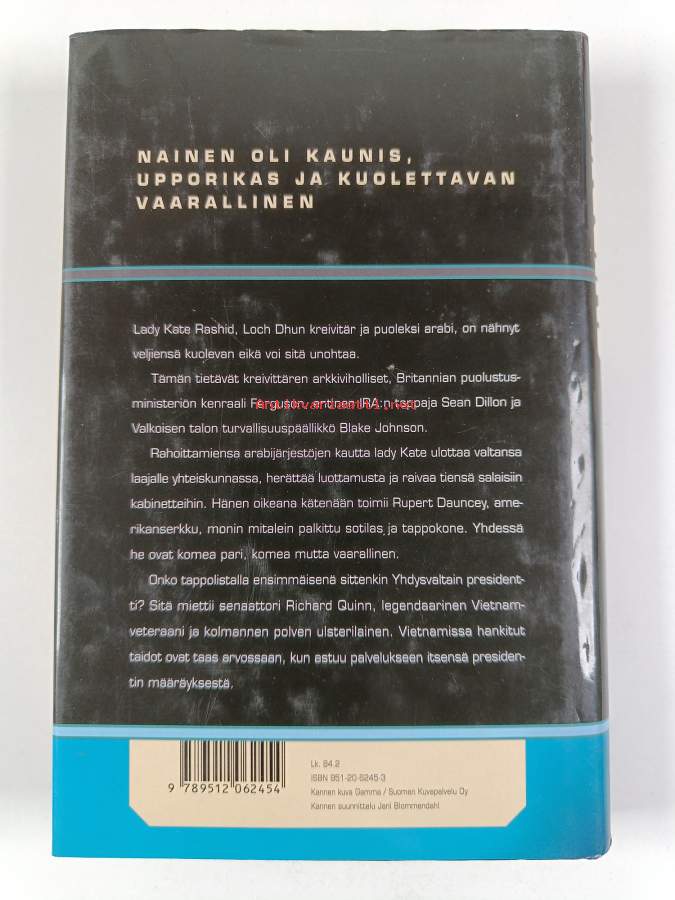 NAINEN OLI KAUNIS,
UPPORIKAS JA KUOLETTAVAN
VAARALLINEN
Lady Kate Rashid, Loch Dhun kreivitär ja puoleksi arabi, on nähnyt
veljiensä kuolevan eikä voi sitä unohtaa.
Tämän tietävät kreivittären arkkiviholliset, Britannian puolustus-
ministeriön kenraali Ferguson, entinen IRA:n tappaja Sean Dillon ja
Valkoisen talon turvallisuuspäällikkö Blake Johnson.
Rahoittamiensa arabijärjestöjen kautta lady Kate ulottaa valtansa
laajalle yhteiskunnassa, herättää luottamusta ja raivaa tiensä salaisiin
kabinetteihin. Hänen oikeana kätenään toimii Rupert Dauncey, ame-
rikanserkku, monin mitalein palkittu sotilas ja tappokone. Yhdessä
he ovat komea pari, komea mutta vaarallinen.
Onko tappolistalla ensimmäisenä sittenkin Yhdysvaltain president-
ti? Sitä miettii senaattori Richard Quinn, legendaarinen Vietnam-
veteraani ja kolmannen polven ulsterilainen. Vietnamissa hankitut
taidot ovat taas arvossaan, kun astuu palvelukseen itsensä presiden-
tin määräyksestä.
Lk. 84.2
ISBN 951-20-6245-3
Kannen kuva Gamma / Suomen Kuvapalvelu Oy
Kannen suunnittelu Jani Blommendahl
9 789512 062454